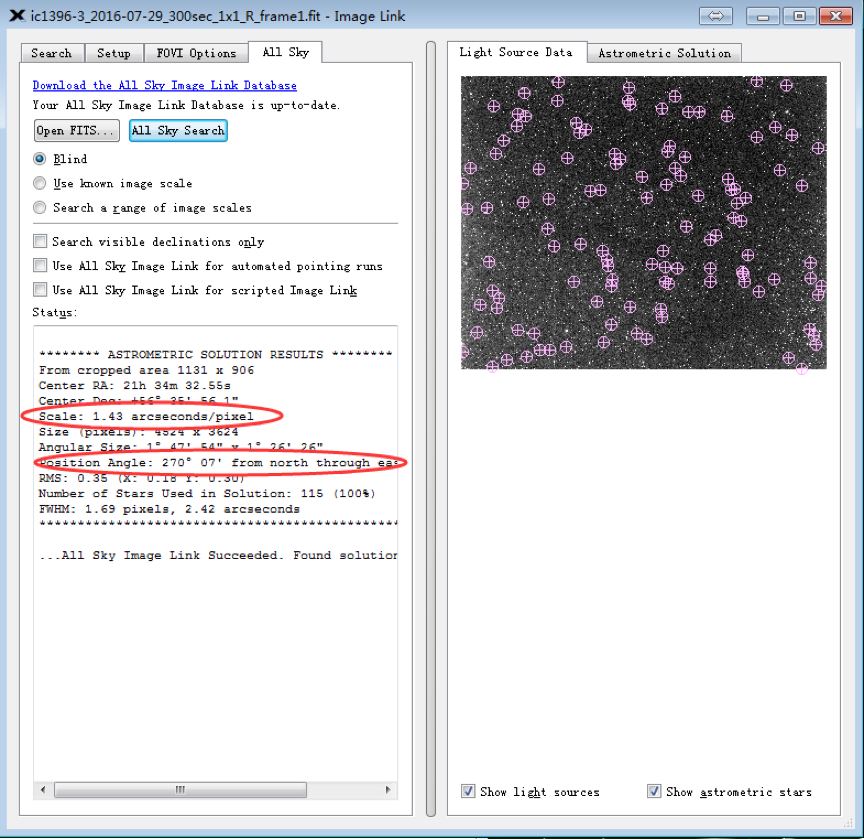 ic1396-3_2016-07-29_300sec_1x1_R_frame1.fit - Image Link
Search Setup FOVI Options All Sky
Download the All Sky Image Link Database
Your All Sky Image Link Database is up-to-date.
Open FITS... All Sky Search
Blind
Use known image scale
Search a range of image scales
Search visible declinations only
Use All Sky Image Link for automated pointing runs
Use All Sky Image Link for scripted Image Link
Status:
******** ASTROMETRIC SOLUTION RESULTS ********
From cropped area 1131 x 906
Center RA: 21h 34m 32.55s
Center Dec: +56° 35' 56.1"
Scale: 1.43 arcseconds/pixel
Size (pixels): 4524 x 3624
Angular Size: 1° 47' 54" x 1° 26' 26"
Position Angle: 270° 07' from north through eas
RMS: 0.35 (X: 0.18 Y: 0.30)
Number of Stars Used in Solution: 115 (100%)
FWHM: 1.69 pixels, 2.42 arcseconds
***********************************************
...All Sky Image Link Succeeded. Found solution
Light Source Data Astrometric Solution
Show light sources Show astrometric stars